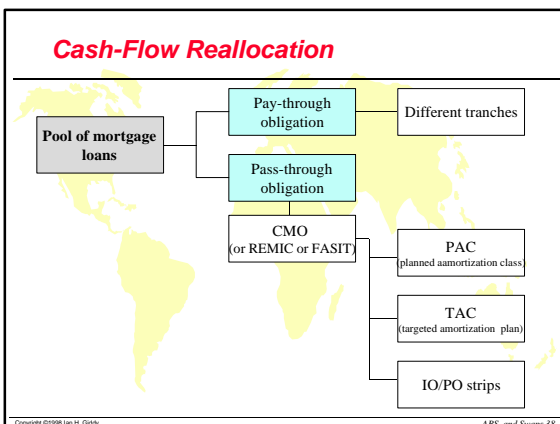 Cash-Flow Reallocation
Pool of mortgage
loans
Pay-through
obligation
Different tranches
Pass-through
obligation
CMO
(or REMIC or FASIT)
PAC
(planned aamortization class)
TAC
(targeted amortization plan)
IO/PO strips
Copyright ©1998 Ian H. Giddy
ABS and Swaps 38